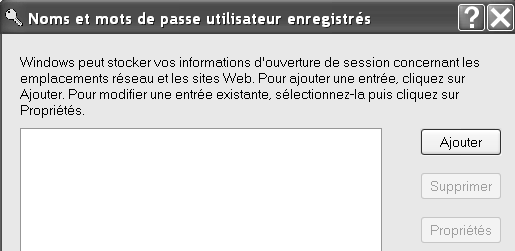 Noms et mots de passe utilisateur enregistrés
Windows peut stocker vos informations d'ouverture de session concernant les
emplacements réseau et les sites Web. Pour ajouter une entrée, cliquez sur
Ajouter. Pour modifier une entrée existante, sélectionnez-la puis cliquez sur
Propriétés.
Ajouter
Supprimer
Propriétés